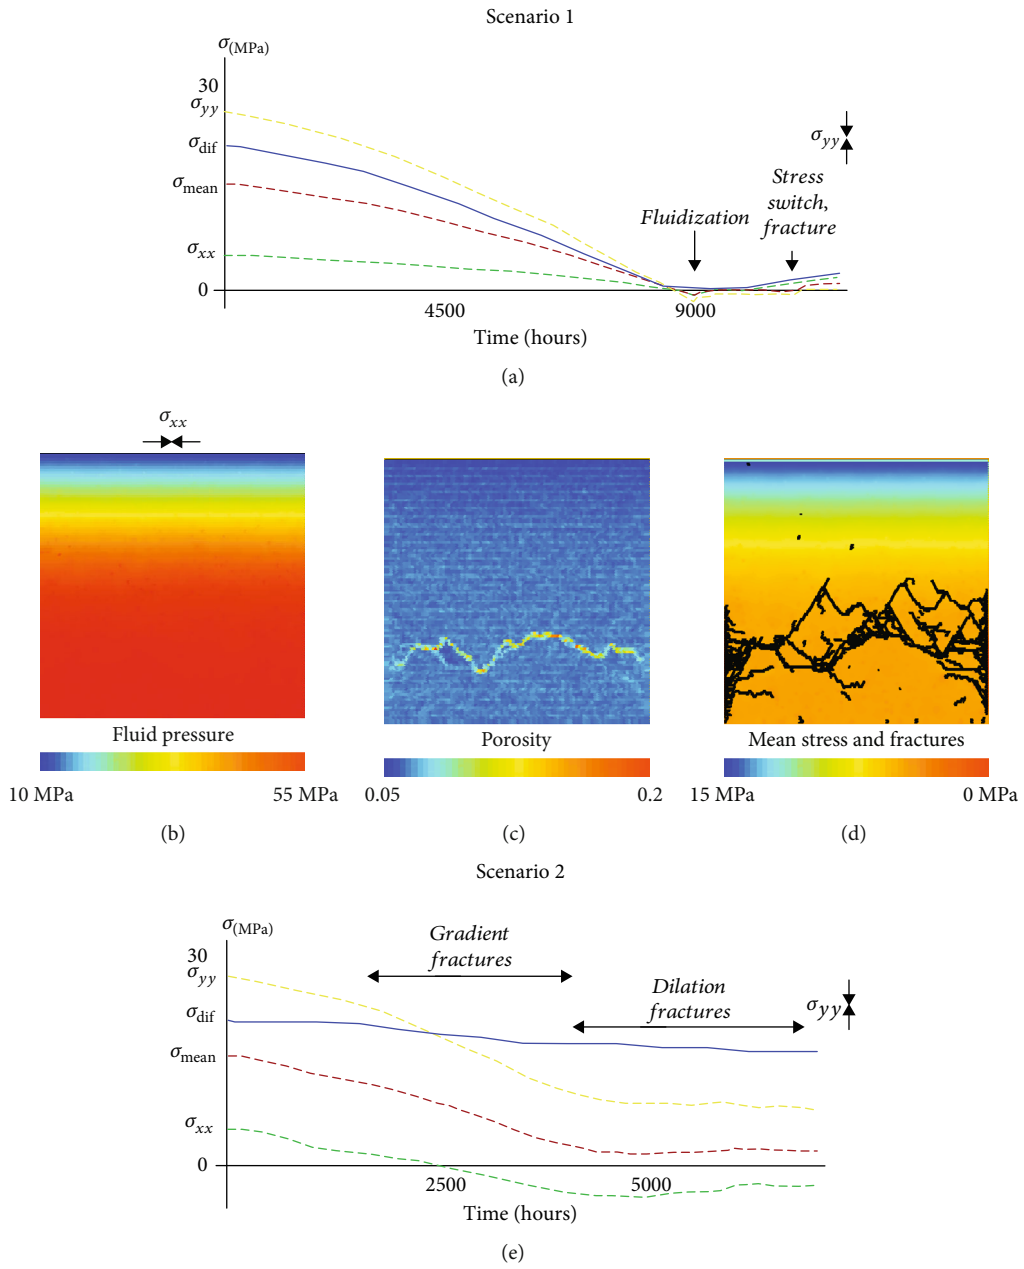 Scenario 1
σ(MPa)
30
σyy
σdif
σmean
σxx
0
Fluidization
Stress
switch,
fracture
σyy
4500
9000
Time (hours)
(a)
σxx
Fluid pressure
10 MPa
55 MPa
(b)
Porosity
0.05
0.2
(c)
Mean stress and fractures
15 MPa
0 MPa
(d)
Scenario 2
σ(MPa)
30
σyy
σdif
σmean
σxx
0
Gradient
fractures
Dilation
fractures
σyy
2500
5000
Time (hours)
(e)